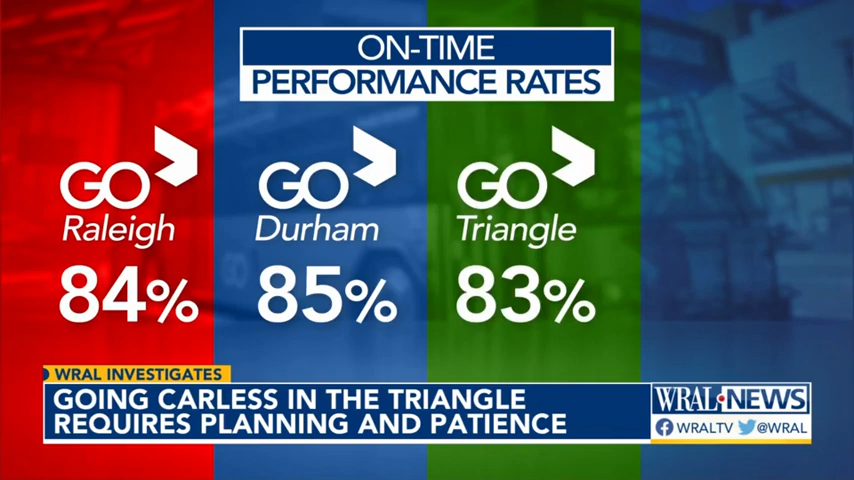 ON-TIME
PERFORMANCE RATES
GO
Raleigh
84%
GO
Durham
85%
GO
Triangle
83%
WRAL INVESTIGATES
GOING CARLESS IN THE TRIANGLE
REQUIRES PLANNING AND PATIENCE
WRAL NEWS
WRALTV @WRAL